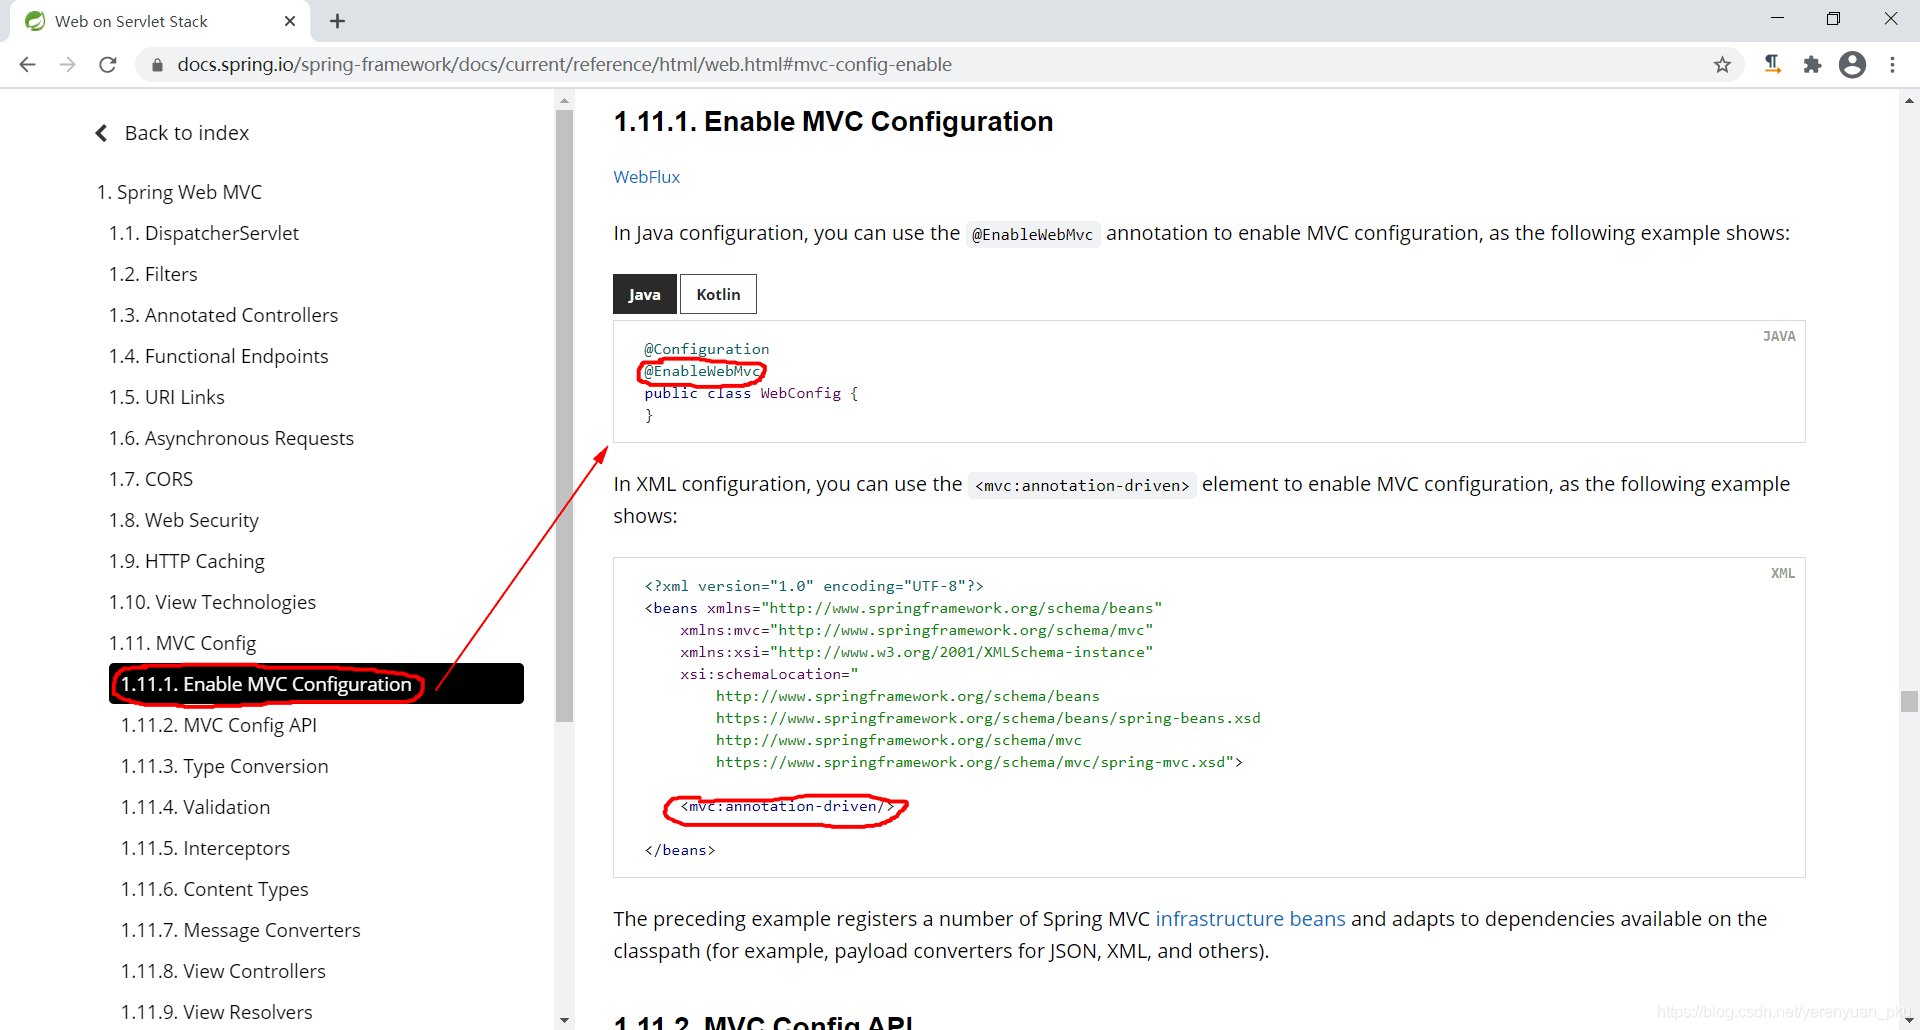 Web on Servlet Stack
docs.spring.io/spring-framework/docs/current/reference/html/web.html#mvc-config-enable
Back to index
1. Spring Web MVC
1.1. DispatcherServlet
1.2. Filters
1.3. Annotated Controllers
1.4. Functional Endpoints
1.5. URI Links
1.6. Asynchronous Requests
1.7. CORS
1.8. Web Security
1.9. HTTP Caching
1.10. View Technologies
1.11. MVC Config
1.11.1. Enable MVC Configuration
1.11.2. MVC Config API
1.11.3. Type Conversion
1.11.4. Validation
1.11.5. Interceptors
1.11.6. Content Types
1.11.7. Message Converters
1.11.8. View Controllers
1.11.9. View Resolvers
1.11.1. Enable MVC Configuration
WebFlux
In Java configuration, you can use the @EnableWebMvc annotation to enable MVC configuration, as the following example shows:
Java Kotlin
JAVA
@Configuration
@EnableWebMvc
public class WebConfig {
}
In XML configuration, you can use the <mvc:annotation-driven> element to enable MVC configuration, as the following example
shows:
XML
<?xml version="1.0" encoding="UTF-8"?>
<beans xmlns="http://www.springframework.org/schema/beans"
xmlns:mvc="http://www.springframework.org/schema/mvc"
xmlns:xsi="http://www.w3.org/2001/XMLSchema-instance"
xsi:schemaLocation="
http://www.springframework.org/schema/beans
https://www.springframework.org/schema/beans/spring-beans.xsd
http://www.springframework.org/schema/mvc
https://www.springframework.org/schema/mvc/spring-mvc.xsd">
<mvc:annotation-driven/>
</beans>
The preceding example registers a number of Spring MVC infrastructure beans and adapts to dependencies available on the
classpath (for example, payload converters for JSON, XML, and others).
1.11.2. MVC Config API
https://blog.csdn.net/yerenyuan_pku